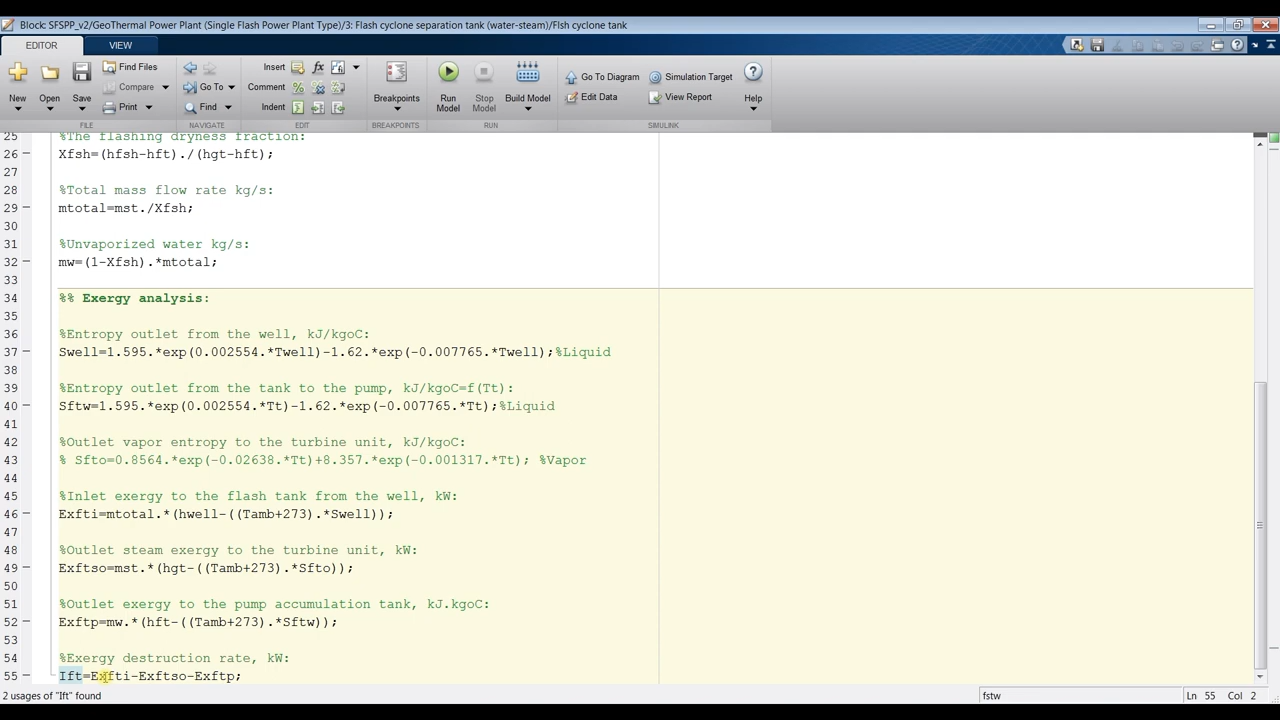 Block: SFSPP_v2/GeoThermal Power Plant (Single Flash Power Plant Type)/3: Flash cyclone separation tank (water-steam)/Flsh cyclone tank
EDITOR
VIEW
New
Open
Save
Find Files
Compare
Print
FILE
Go To
Find
NAVIGATE
Insert
fx
Comment
Indent
EDIT
Breakpoints
BREAKPOINTS
Run Model
Stop Model
Build Model
RUN
Go To Diagram
Edit Data
Simulation Target
View Report
Help
SIMULINK
25 %The flashing dryness fraction:
26 Xfsh=(hfsh-hft)./(hgt-hft);
27
28 %Total mass flow rate kg/s:
29 mtotal=mst./Xfsh;
30
31 %Unvaporized water kg/s:
32 mw=(1-Xfsh).*mtotal;
33
34 %% Exergy analysis:
35
36 %Entropy outlet from the well, kJ/kgoC:
37 Swell=1.595.*exp(0.002554.*Twell)-1.62.*exp(-0.007765.*Twell);%Liquid
38
39 %Entropy outlet from the tank to the pump, kJ/kgoC=f(Tt):
40 Sftw=1.595.*exp(0.002554.*Tt)-1.62.*exp(-0.007765.*Tt);%Liquid
41
42 %Outlet vapor entropy to the turbine unit, kJ/kgoC:
43 % Sfto=0.8564.*exp(-0.02638.*Tt)+8.357.*exp(-0.001317.*Tt); %Vapor
44
45 %Inlet exergy to the flash tank from the well, kW:
46 Exfti=mtotal.*(hwell-((Tamb+273).*Swell));
47
48 %Outlet steam exergy to the turbine unit, kW:
49 Exftso=mst.*(hgt-((Tamb+273).*Sfto));
50
51 %Outlet exergy to the pump accumulation tank, kJ.kgoC:
52 Exftp=mw.*(hft-((Tamb+273).*Sftw));
53
54 %Exergy destruction rate, kW:
55 Ift=Exfti-Exftso-Exftp;
2 usages of "Ift" found
fstw
Ln 55 Col 2